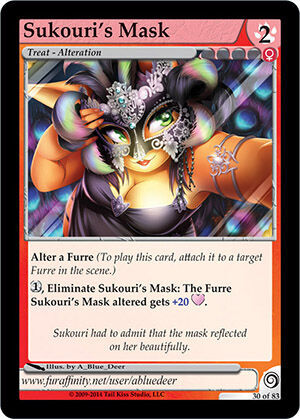 Sukouri's Mask
2
Treat - Alteration
Alter a Furre (To play this card, attach it to a target
Furre in the scene.)
1, Eliminate Sukouri's Mask: The Furre
Sukouri's Mask altered gets +20
Sukouri had to admit that the mask reflected
on her beautifully.
Illus. by A_Blue_Deer
www.furaffinity.net/user/abluedeer
©2009-2014 Tail Kiss Studio, LLC
30 of 83